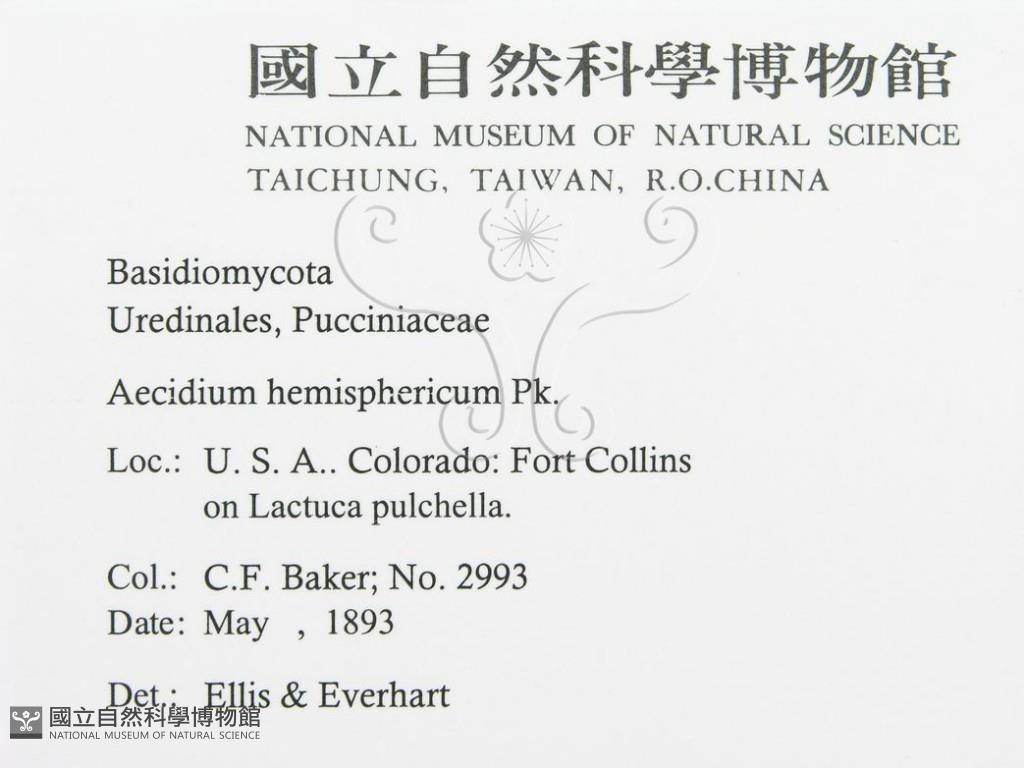 國立自然科學博物館
NATIONAL MUSEUM OF NATURAL SCIENCE
TAICHUNG, TAIWAN, R.O.CHINA
Basidiomycota
Uredinales, Pucciniaceae
Aecidium hemisphericum Pk.
Loc.: U. S. A.. Colorado: Fort Collins
on Lactuca pulchella.
Col.: C.F. Baker; No. 2993
Date: May , 1893
Det.: Ellis & Everhart
國立自然科學博物館
NATIONAL MUSEUM OF NATURAL SCIENCE